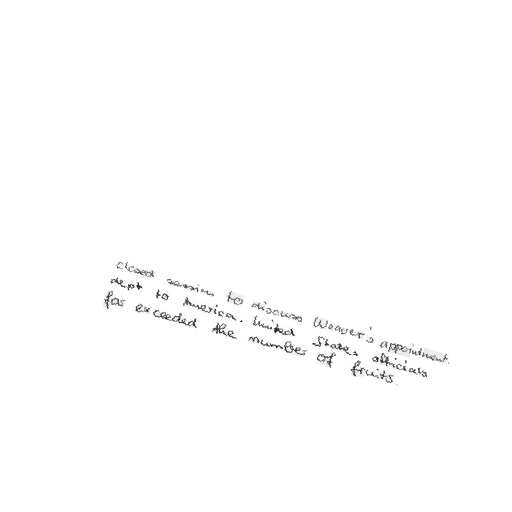 closed session to discuss Weaver's appointment.
dept to America. United States officials
far exceeded the number of fruits